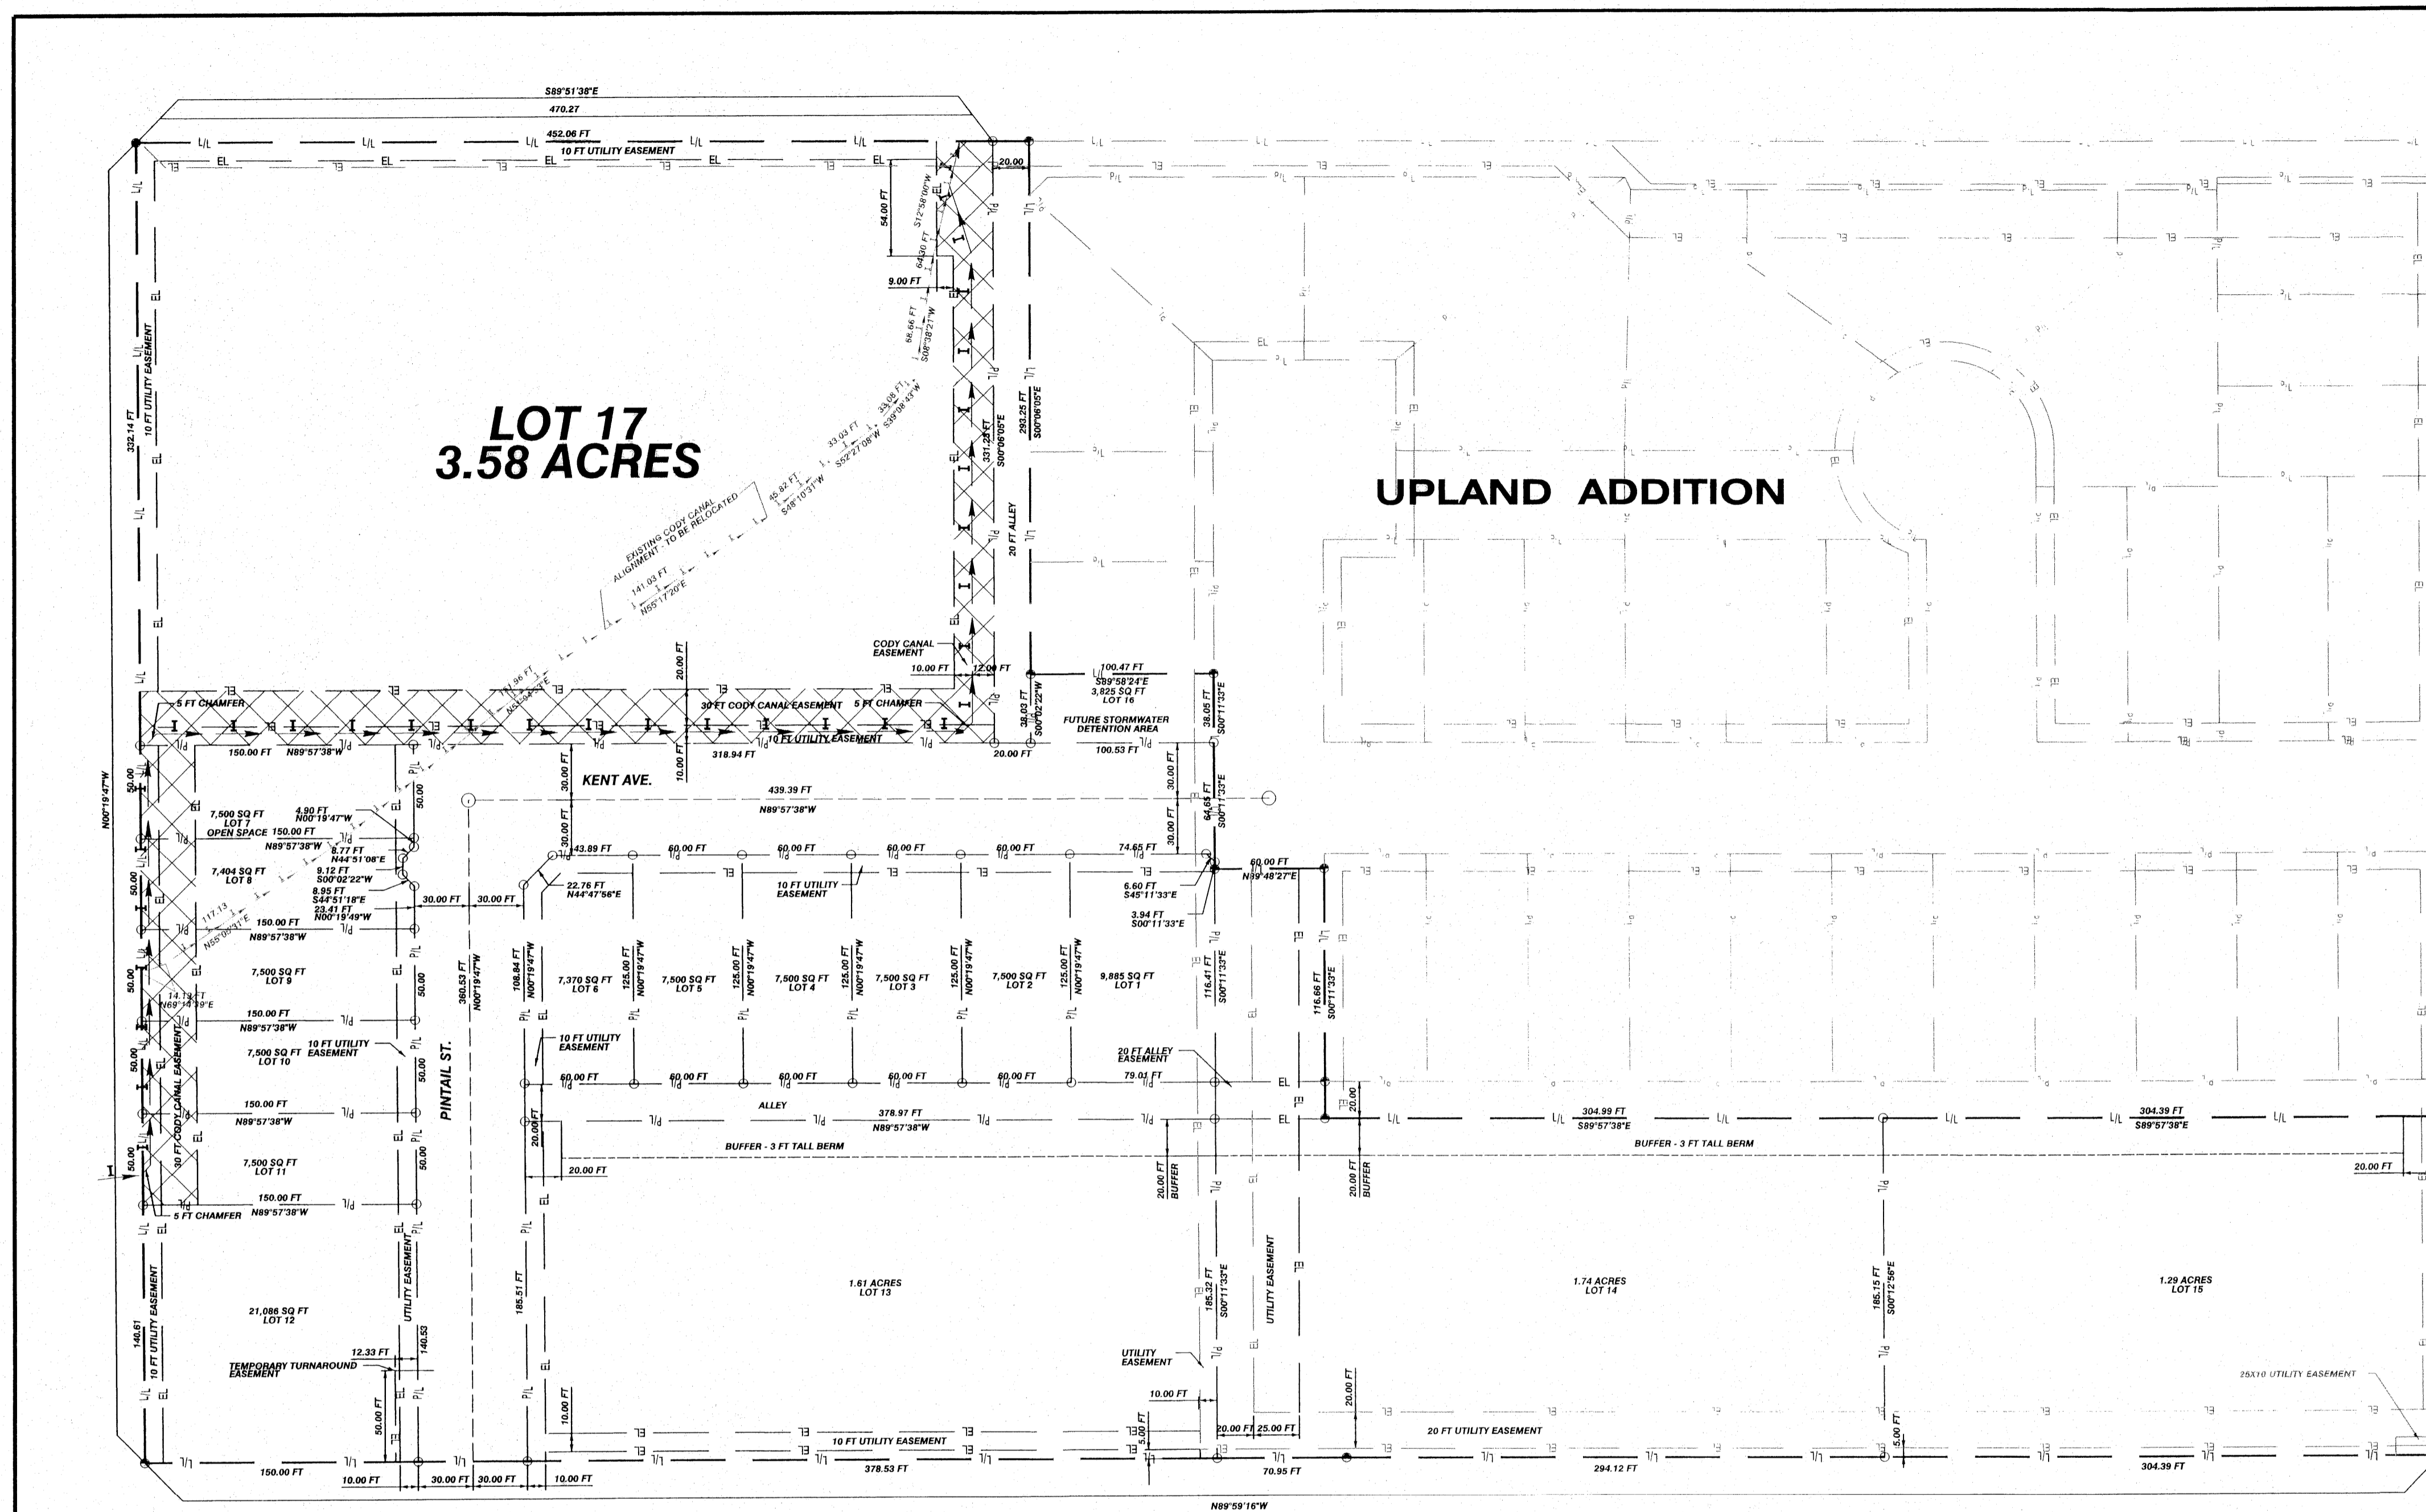 S89°51'38"E
470.27
452.06 FT
10 FT UTILITY EASEMENT
20.00
54.00 FT
S12°58'00"W
64.30 FT
9.00 FT
68.66 FT
S08°38'21"W
33.08 FT
S39°08'43"W
33.03 FT
S52°27'08"W
45.82 FT
S48°10'31"W
332.14 FT
10 FT UTILITY EASEMENT
LOT 17
3.58 ACRES
331.23 FT
S00°06'05"E
293.25 FT
S00°06'05"E
20 FT ALLEY
UPLAND ADDITION
EXISTING CODY CANAL
ALIGNMENT - TO BE RELOCATED
141.03 FT
N55°17'20"E
CODY CANAL
EASEMENT
10.00 FT
12.00 FT
20.00 FT
100.47 FT
S89°58'24"E
3,825 SQ FT
LOT 16
38.03 FT
S00°02'22"W
38.05 FT
S00°11'33"E
FUTURE STORMWATER
DETENTION AREA
100.53 FT
5 FT CHAMFER
30 FT CODY CANAL EASEMENT
5 FT CHAMFER
10 FT UTILITY EASEMENT
150.00 FT
N89°57'38"W
318.94 FT
20.00 FT
10.00 FT
N00°19'47"W
50.00
50.00
KENT AVE.
30.00 FT
30.00 FT
439.39 FT
N89°57'38"W
30.00 FT
30.00 FT
64.65 FT
S00°11'33"E
7,500 SQ FT
LOT 7
OPEN SPACE
4.90 FT
N00°19'47"W
150.00 FT
N89°57'38"W
8.77 FT
N44°51'08"E
9.12 FT
S00°02'22"W
8.95 FT
S44°51'18"E
23.41 FT
N00°19'49"W
7,404 SQ FT
LOT 8
50.00
117.13
N55°05'31"E
150.00 FT
N89°57'38"W
30.00 FT
30.00 FT
43.89 FT
60.00 FT
60.00 FT
60.00 FT
60.00 FT
74.65 FT
22.76 FT
N44°47'56"E
10 FT UTILITY
EASEMENT
6.60 FT
S45°11'33"E
3.94 FT
S00°11'33"E
60.00 FT
N89°48'27"E
7,500 SQ FT
LOT 9
50.00
50.00
14.13 FT
N69°14'39"E
150.00 FT
N89°57'38"W
360.53 FT
N00°19'47"W
108.84 FT
N00°19'47"W
7,370 SQ FT
LOT 6
125.00 FT
N00°19'47"W
7,500 SQ FT
LOT 5
125.00 FT
N00°19'47"W
7,500 SQ FT
LOT 4
125.00 FT
N00°19'47"W
7,500 SQ FT
LOT 3
125.00 FT
N00°19'47"W
7,500 SQ FT
LOT 2
125.00 FT
N00°19'47"W
9,885 SQ FT
LOT 1
116.41 FT
S00°11'33"E
116.66 FT
S00°11'33"E
7,500 SQ FT
LOT 10
10 FT UTILITY
EASEMENT
50.00
50.00
30 FT CODY CANAL EASEMENT
PINTAIL ST.
10 FT UTILITY
EASEMENT
20 FT ALLEY
EASEMENT
60.00 FT
60.00 FT
60.00 FT
60.00 FT
60.00 FT
79.01 FT
150.00 FT
N89°57'38"W
ALLEY
378.97 FT
N89°57'38"W
20.00
304.99 FT
S89°57'38"E
304.39 FT
S89°57'38"E
7,500 SQ FT
LOT 11
50.00
50.00
20.00 FT
20.00 FT
BUFFER - 3 FT TALL BERM
BUFFER - 3 FT TALL BERM
20.00 FT
BUFFER
20.00 FT
BUFFER
20.00 FT
150.00 FT
N89°57'38"W
5 FT CHAMFER
140.61
10 FT UTILITY EASEMENT
21,086 SQ FT
LOT 12
UTILITY EASEMENT
140.53
12.33 FT
TEMPORARY TURNAROUND
EASEMENT
50.00 FT
185.51 FT
1.61 ACRES
LOT 13
185.32 FT
S00°11'33"E
UTILITY EASEMENT
1.74 ACRES
LOT 14
185.15 FT
S00°12'56"E
1.29 ACRES
LOT 15
UTILITY
EASEMENT
10.00 FT
20.00 FT
25X10 UTILITY EASEMENT
10.00 FT
10 FT UTILITY EASEMENT
5.00 FT
20.00 FT
25.00 FT
20 FT UTILITY EASEMENT
5.00 FT
150.00 FT
10.00 FT
30.00 FT
30.00 FT
10.00 FT
378.53 FT
70.95 FT
294.12 FT
304.39 FT
N89°59'16"W